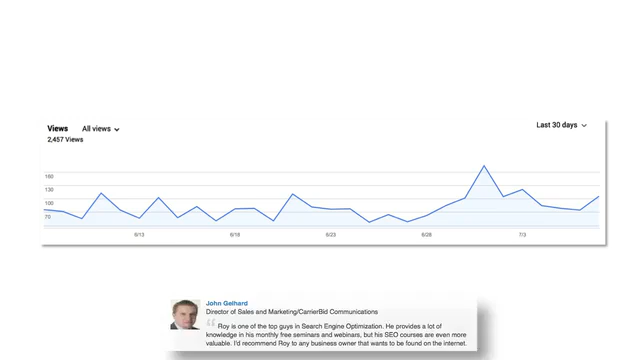 Views All views Last 30 days
2,457 Views
160
130
100
70
6/13 6/18 6/23 6/28 7/3
John Gelhard
Director of Sales and Marketing/CarrierBid Communications
Roy is one of the top guys in Search Engine Optimization. He provides a lot of
knowledge in his monthly free seminars and webinars, but his SEO courses are even more
valuable. I'd recommend Roy to any business owner that wants to be found on the internet.